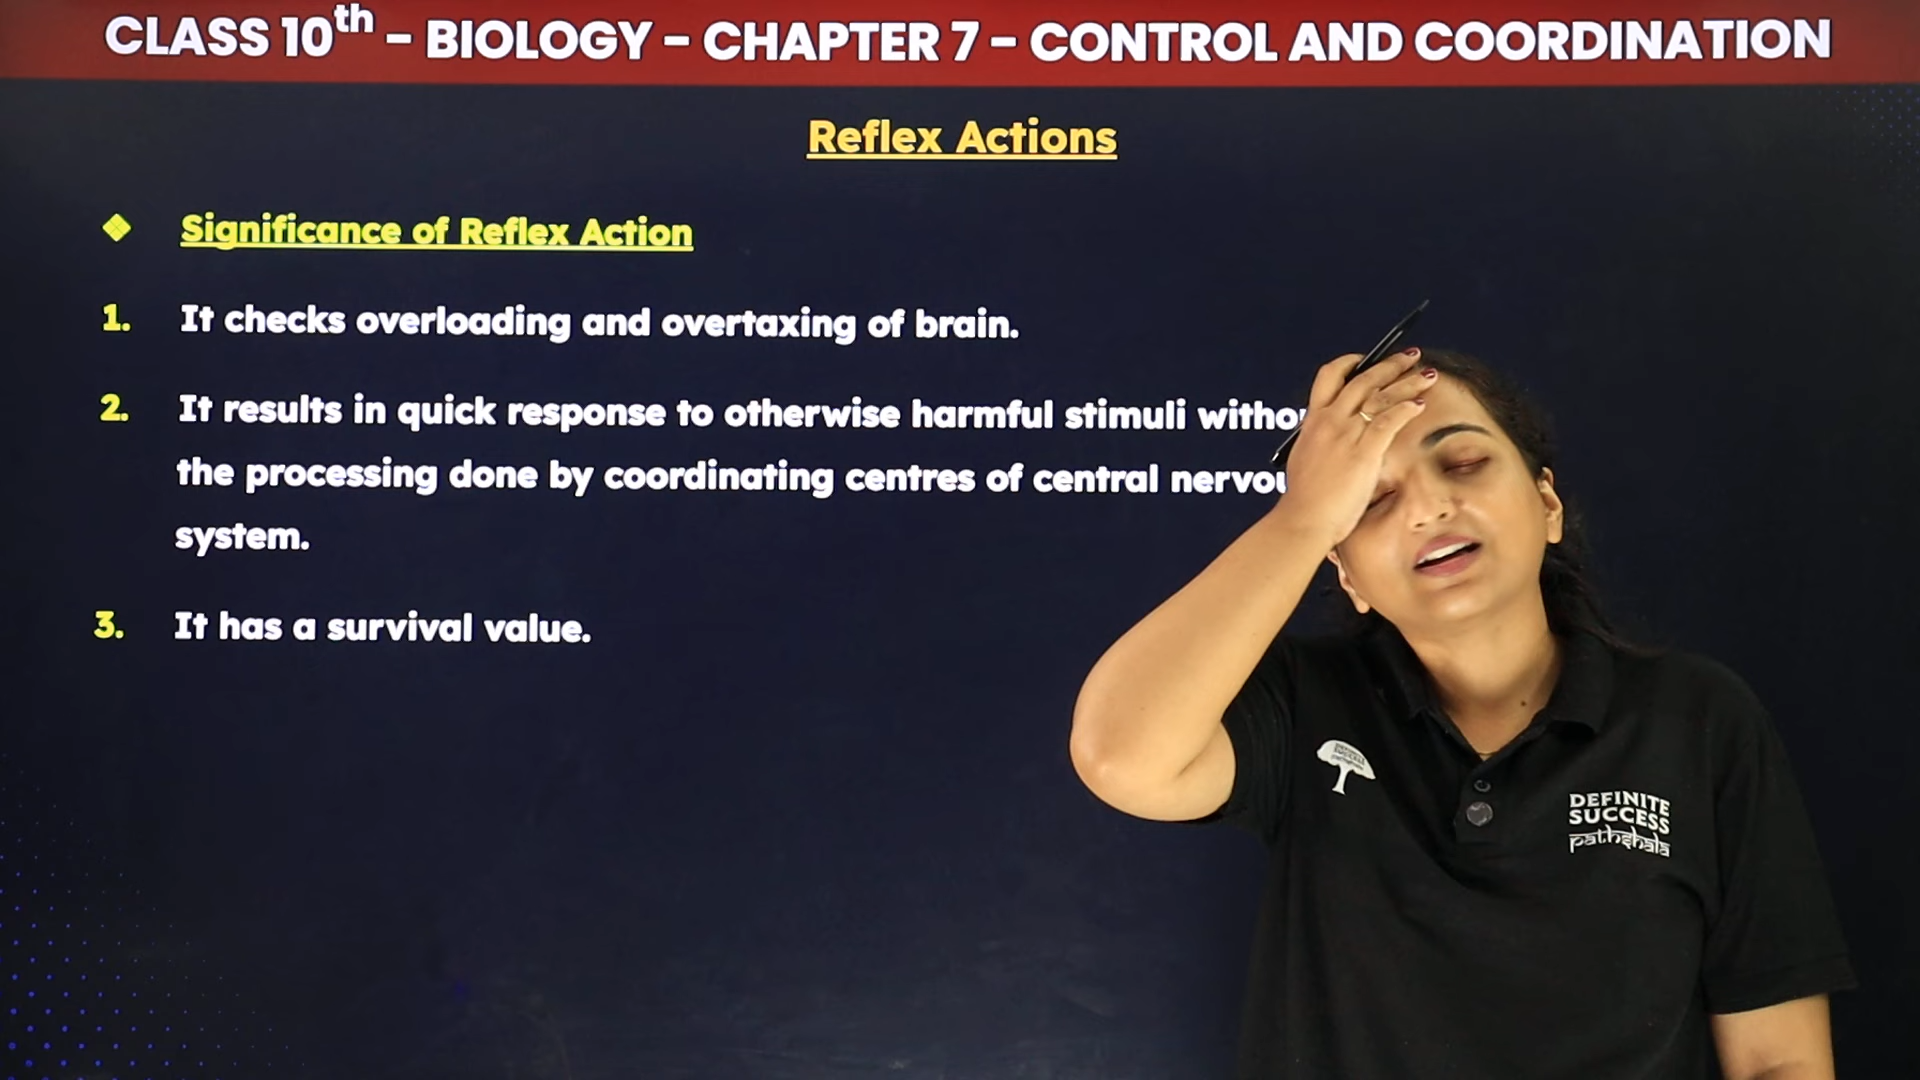 CLASS 10th - BIOLOGY - CHAPTER 7 - CONTROL AND COORDINATION
Reflex Actions
❖ Significance of Reflex Action
1. It checks overloading and overtaxing of brain.
2. It results in quick response to otherwise harmful stimuli
the processing done by coordinating centres of central
system.
3. It has a survival value.
DEFINITE
SUCCESS
pathshala